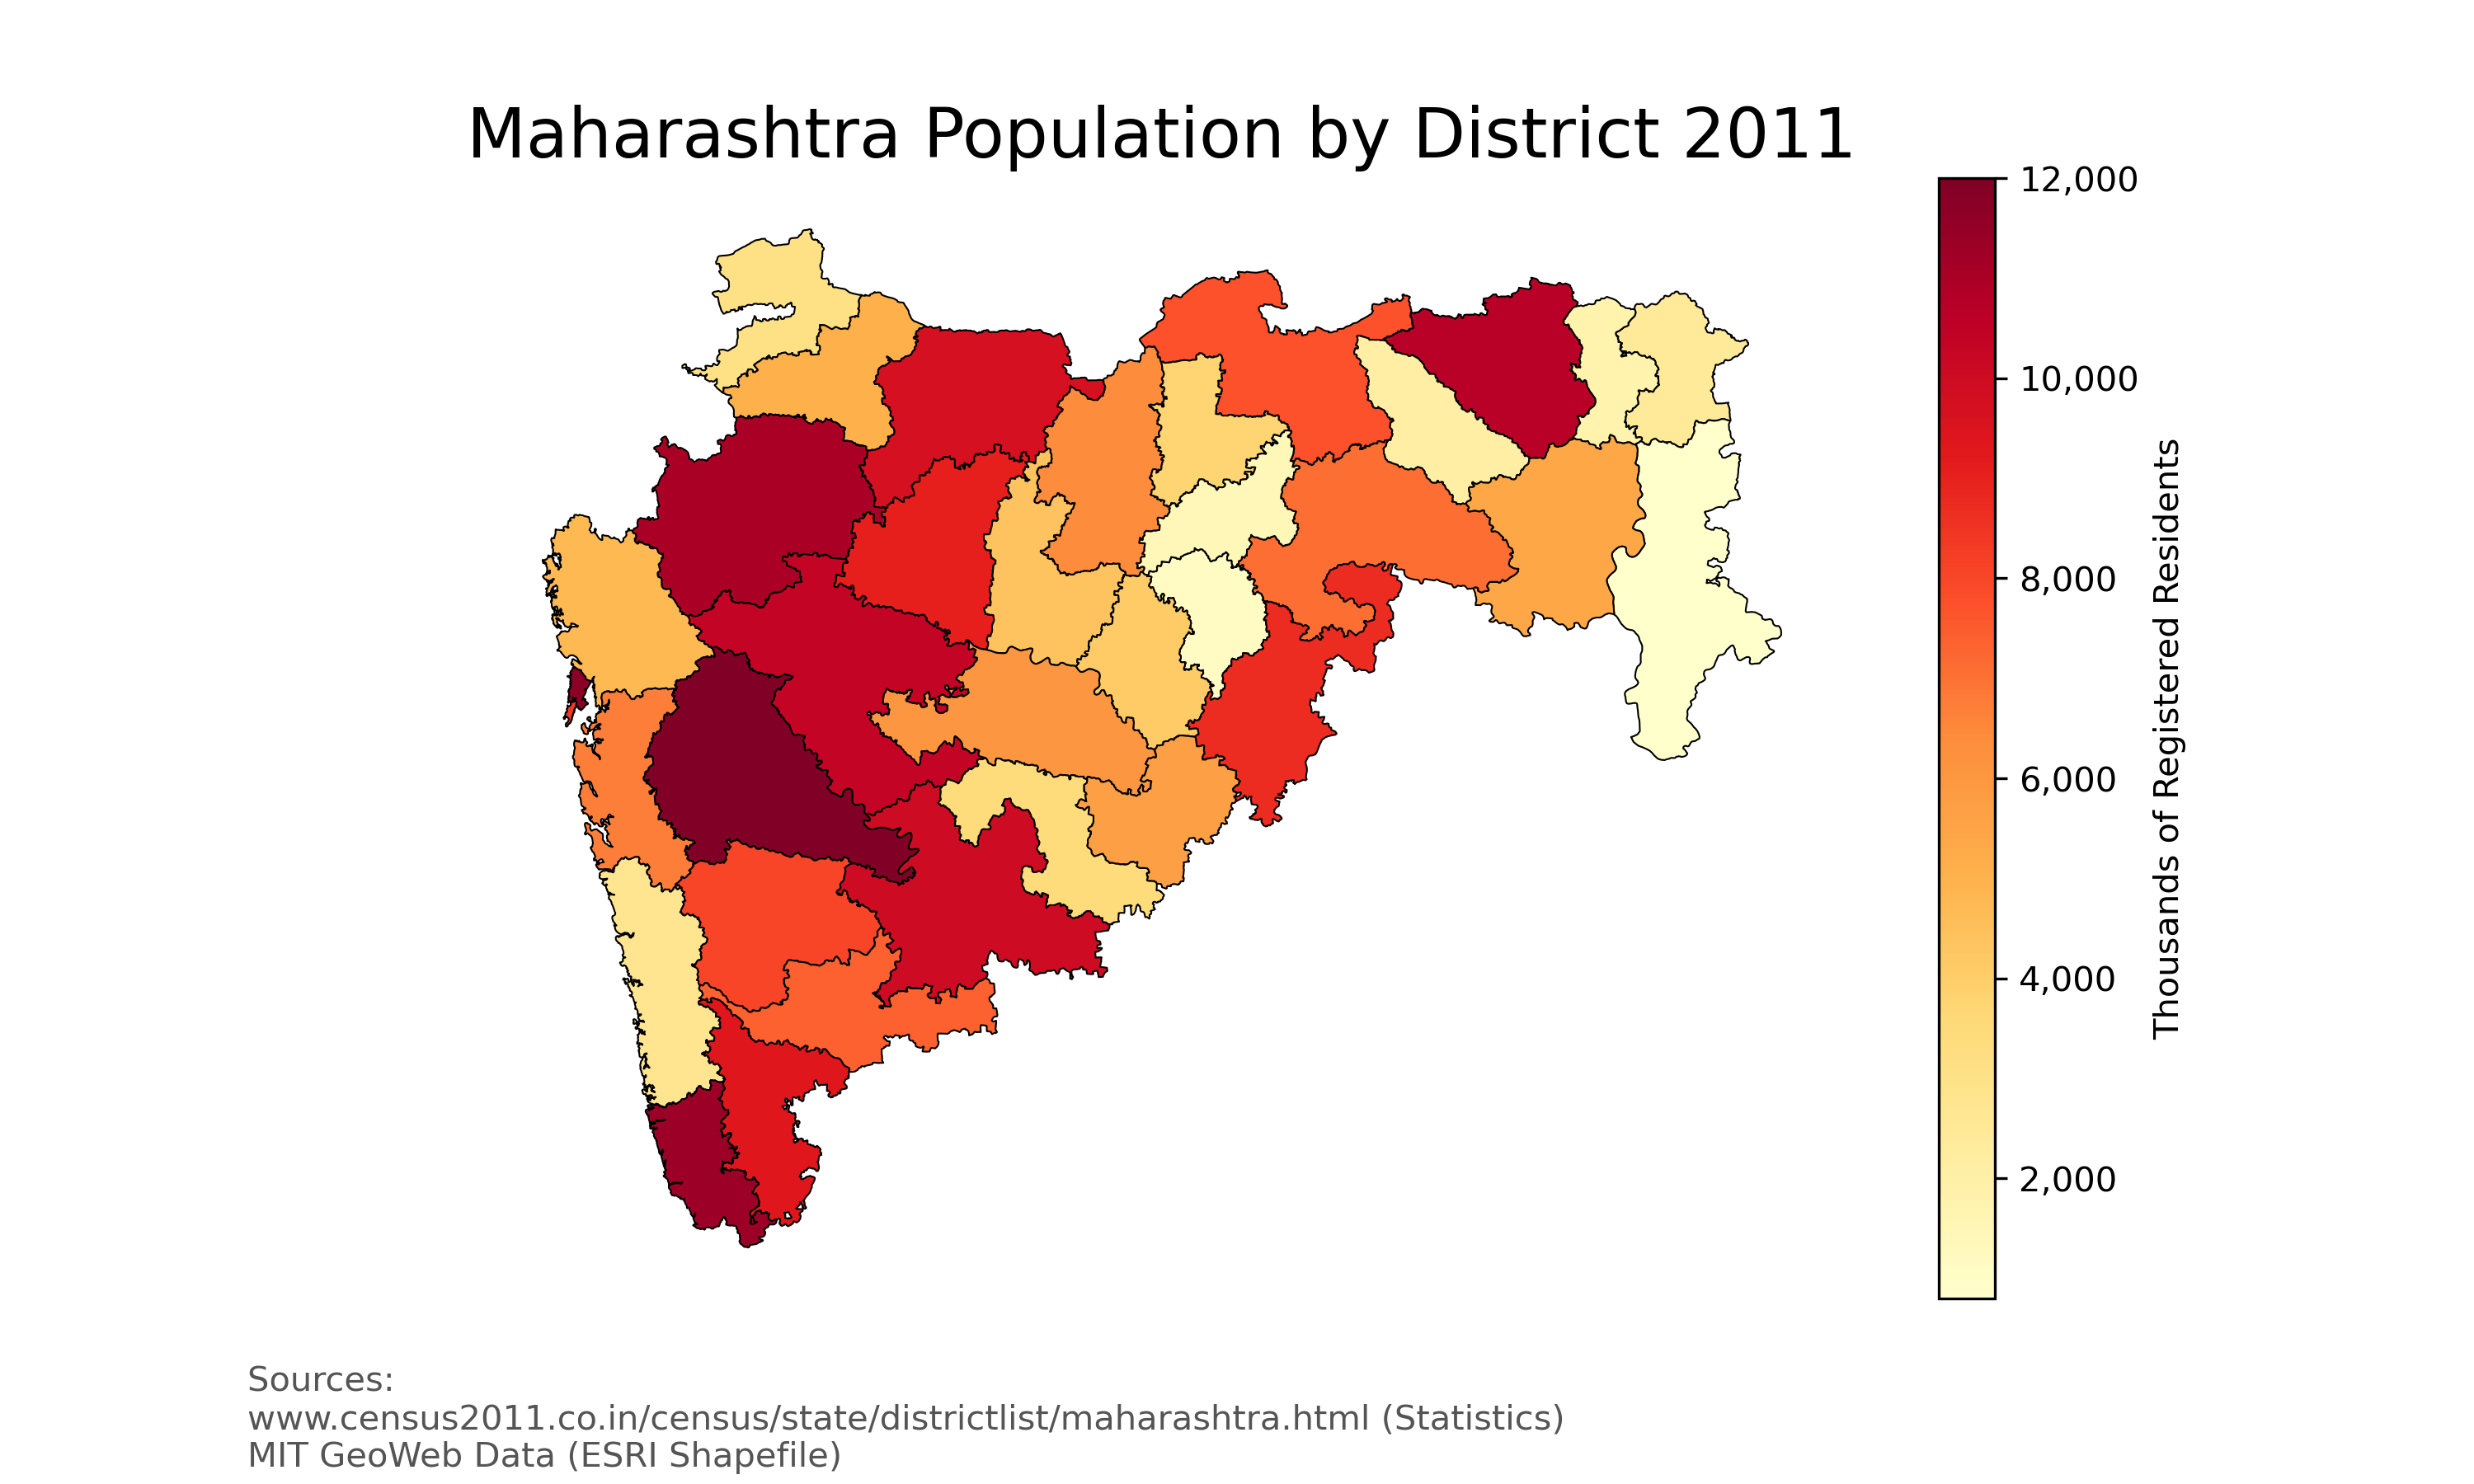 Maharashtra Population by District 2011
12,000
10,000
8,000
6,000
4,000
2,000
Thousands of Registered Residents
Sources:
www.census2011.co.in/census/state/districtlist/maharashtra.html (Statistics)
MIT GeoWeb Data (ESRI Shapefile)